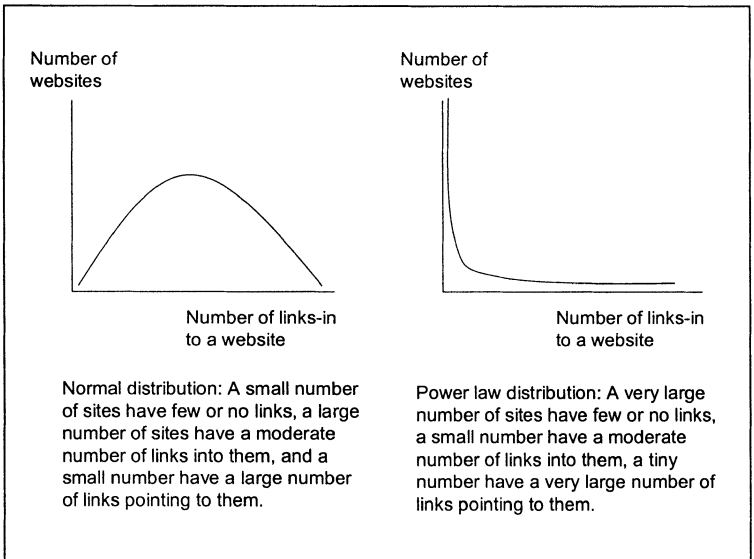 Number of
websites
Number of links-in
to a website
Normal distribution: A small number
of sites have few or no links, a large
number of sites have a moderate
number of links into them, and a
small number have a large number
of links pointing to them.
Number of
websites
Number of links-in
to a website
Power law distribution: A very large
number of sites have few or no links,
a small number have a moderate
number of links into them, a tiny
number have a very large number of
links pointing to them.